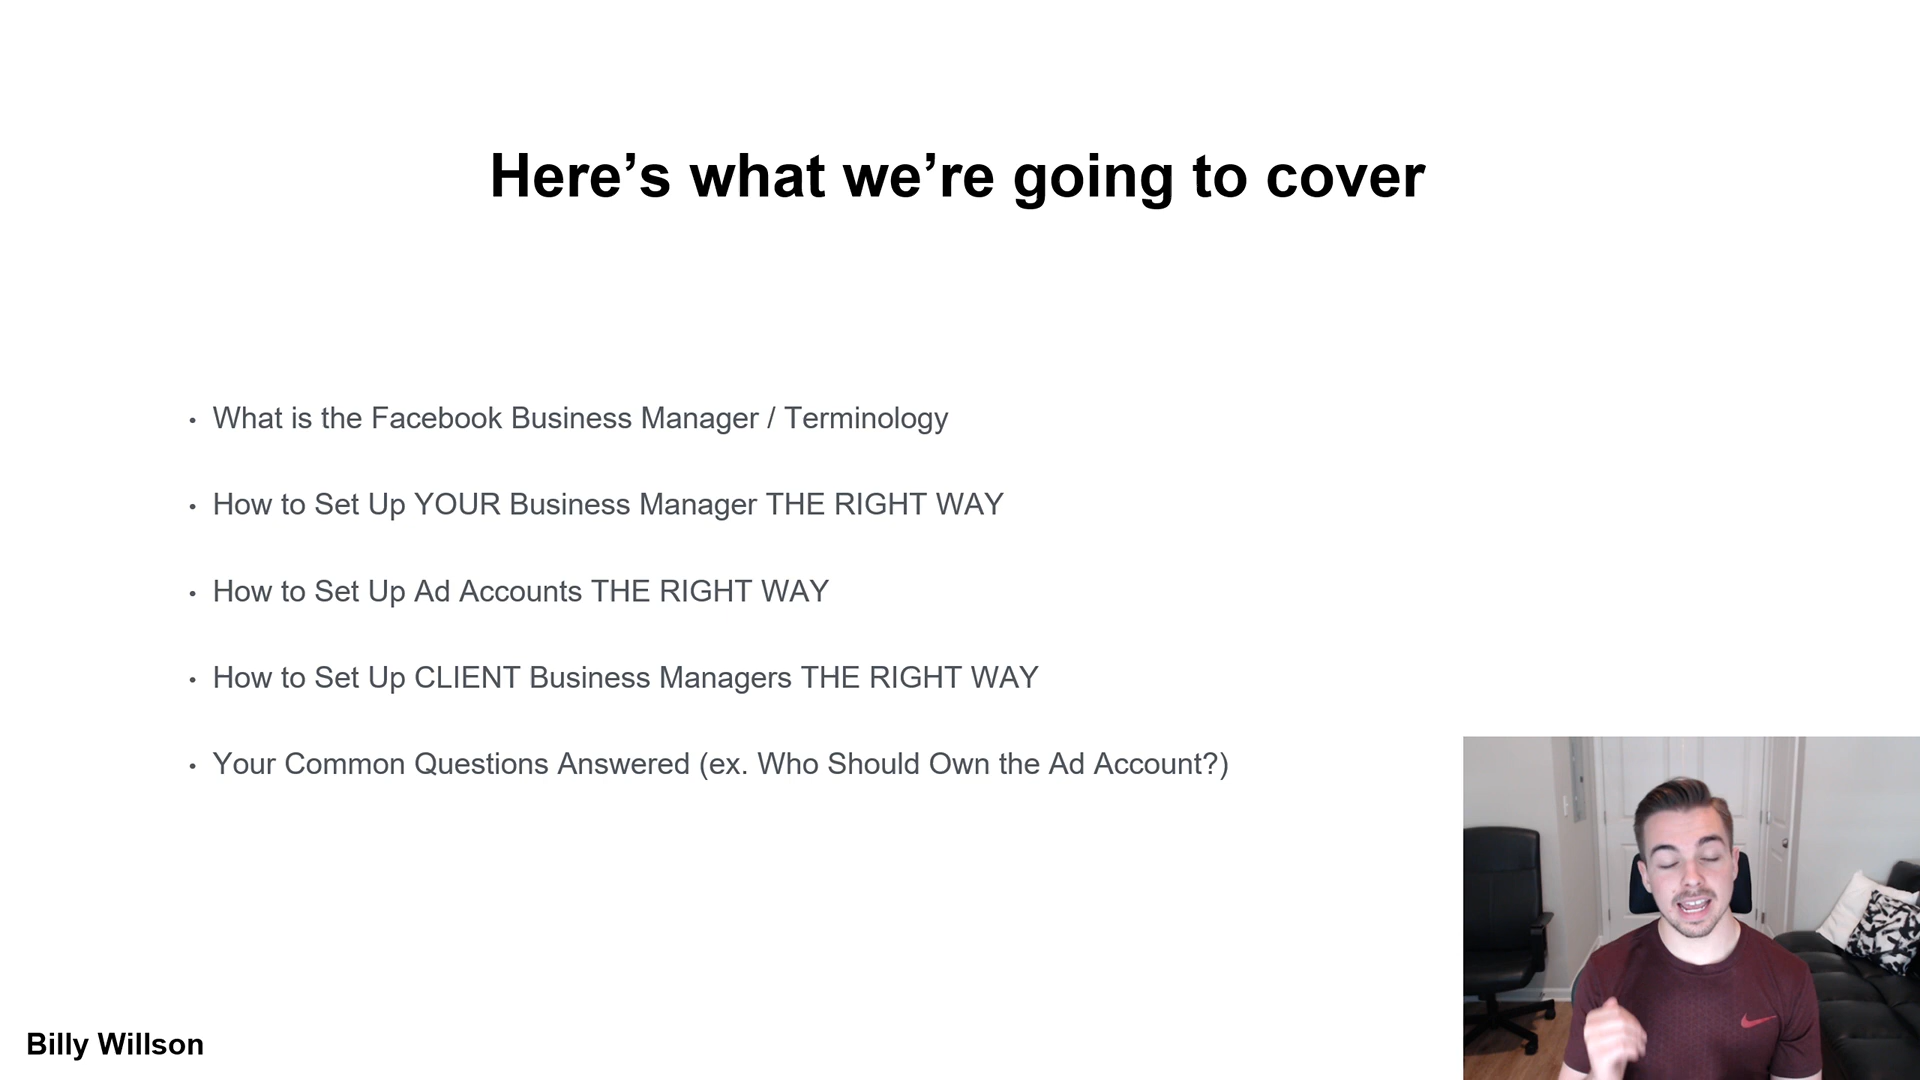 Here’s what we’re going to cover
• What is the Facebook Business Manager / Terminology
• How to Set Up YOUR Business Manager THE RIGHT WAY
• How to Set Up Ad Accounts THE RIGHT WAY
• How to Set Up CLIENT Business Managers THE RIGHT WAY
• Your Common Questions Answered (ex. Who Should Own the Ad Account?)
Billy Willson